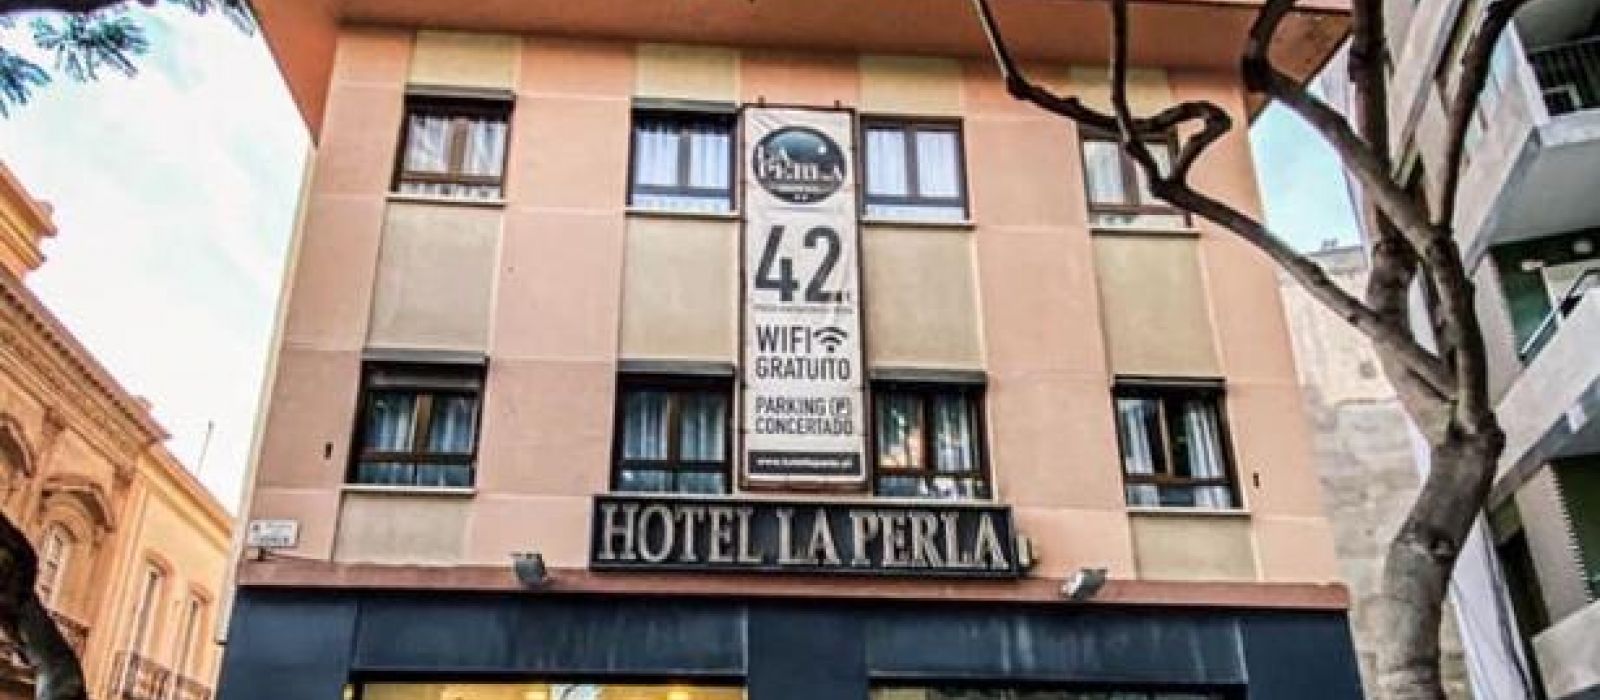 LA
PERLA
42
WIFI
GRATUITO
PARKING (P)
CONCERTADO
HOTEL LA PERLA